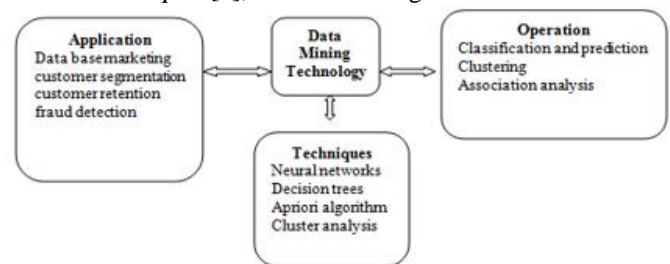 Application
Data basemarketing
customer segmentation
customer retention
fraud detection
Data
Mining
Technology
Operation
Classification and prediction
Clustering
Association analysis
Techniques
Neural networks
Decision trees
Apriori algorithm
Cluster analysis